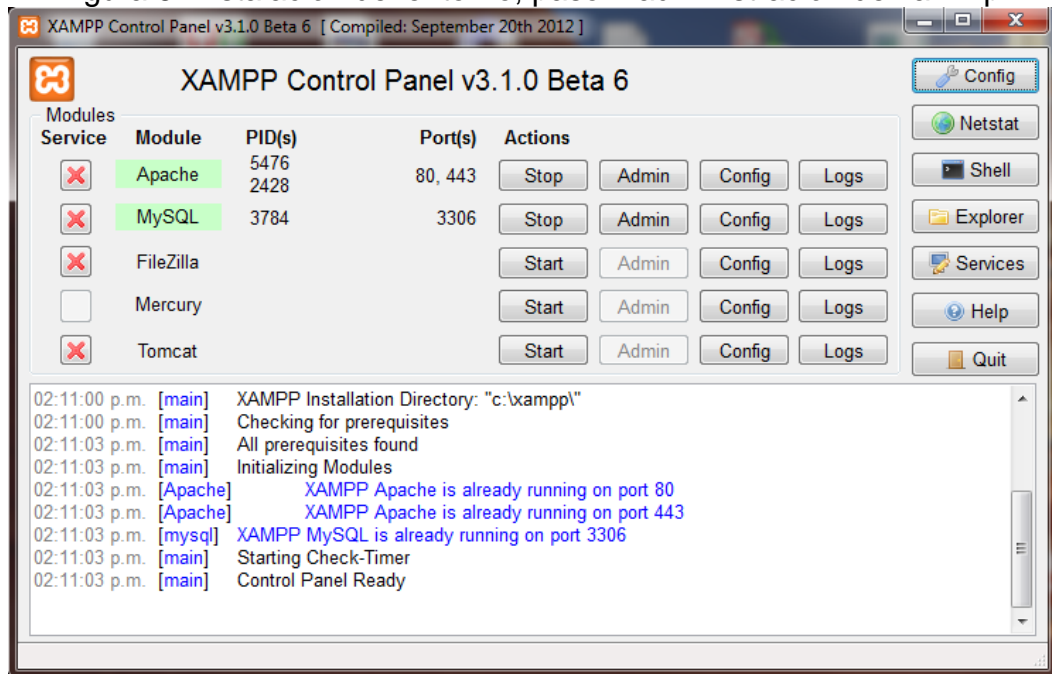 XAMPP Control Panel v3.1.0 Beta 6 [ Compiled: September 20th 2012 ]
XAMPP Control Panel v3.1.0 Beta 6
Config
Modules
Service Module PID(s) Port(s) Actions
Netstat
Apache 5476 2428 80, 443 Stop Admin Config Logs
Shell
MySQL 3784 3306 Stop Admin Config Logs
Explorer
FileZilla Start Admin Config Logs
Services
Mercury Start Admin Config Logs
Help
Tomcat Start Admin Config Logs
Quit
02:11:00 p.m. [main] XAMPP Installation Directory: "c:\xampp\"
02:11:00 p.m. [main] Checking for prerequisites
02:11:03 p.m. [main] All prerequisites found
02:11:03 p.m. [main] Initializing Modules
02:11:03 p.m. [Apache] XAMPP Apache is already running on port 80
02:11:03 p.m. [Apache] XAMPP Apache is already running on port 443
02:11:03 p.m. [mysql] XAMPP MySQL is already running on port 3306
02:11:03 p.m. [main] Starting Check-Timer
02:11:03 p.m. [main] Control Panel Ready